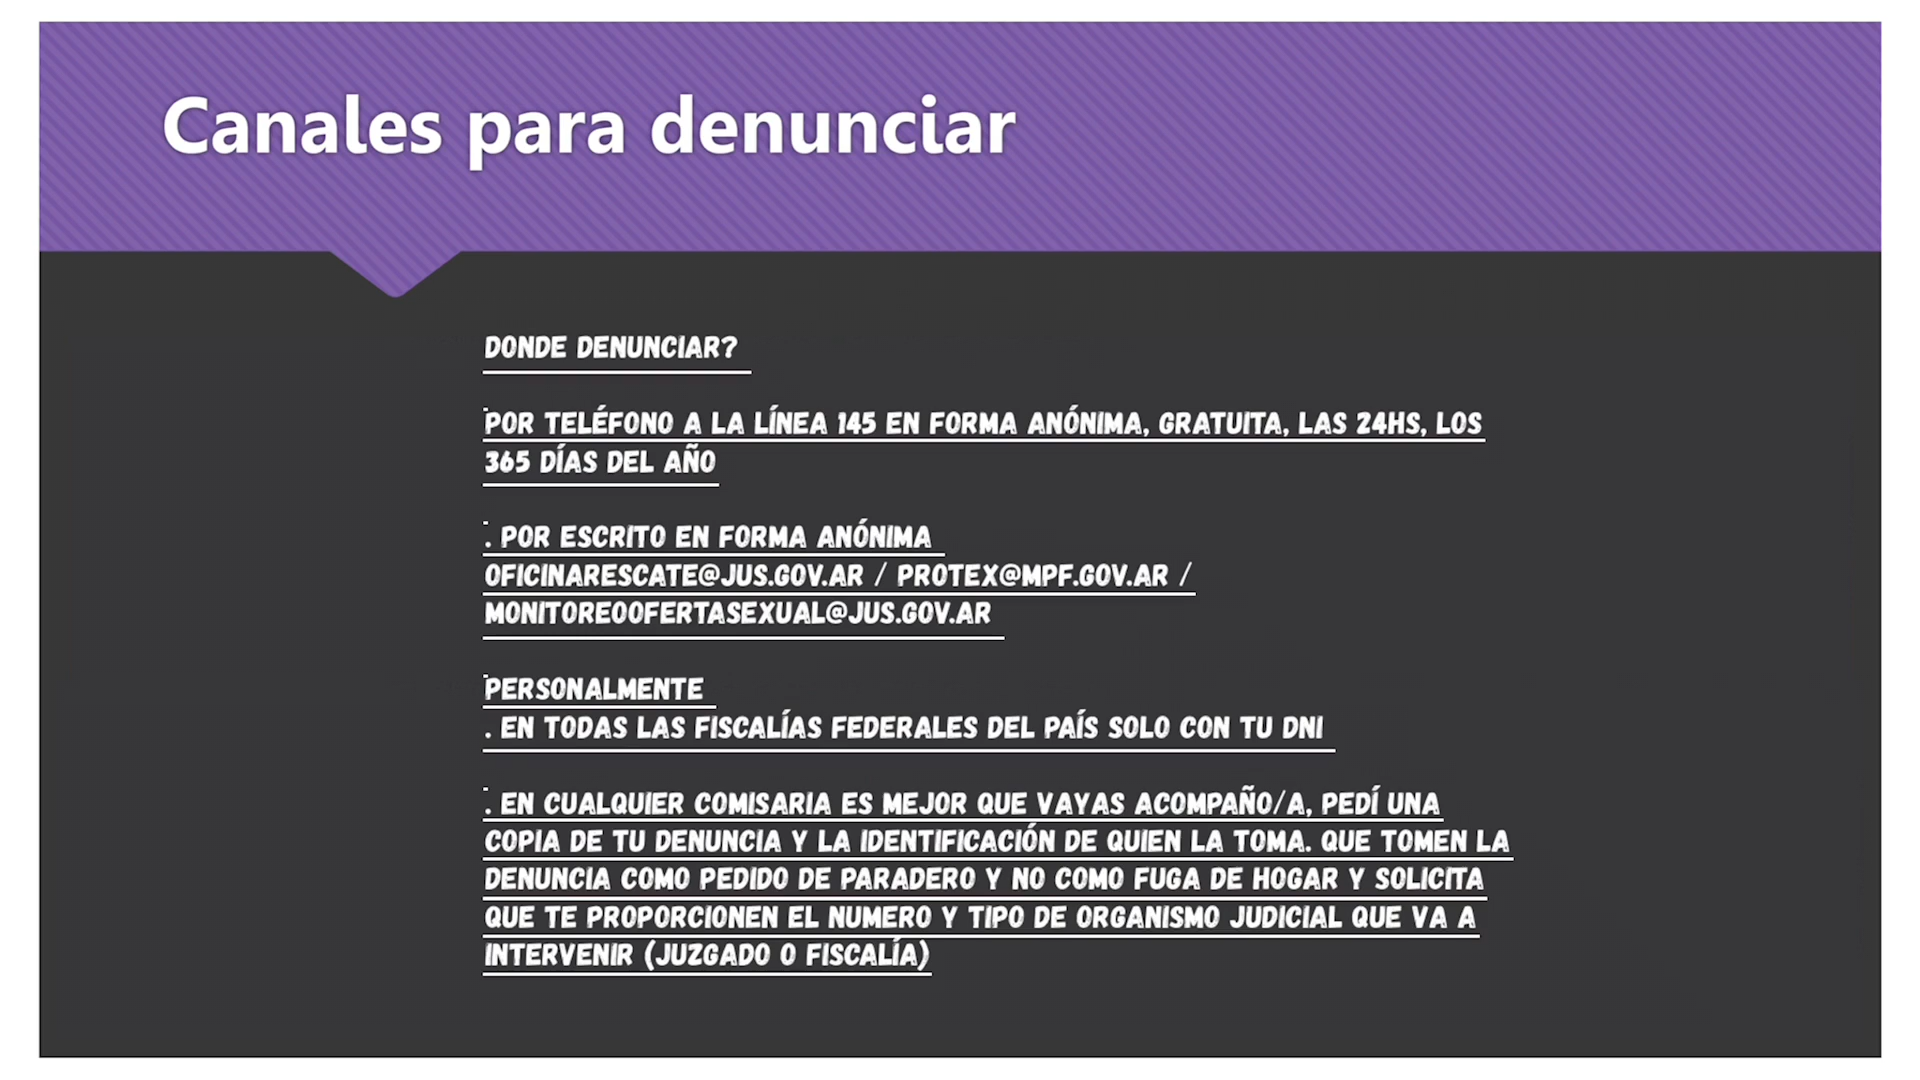 Canales para denunciar
DONDE DENUNCIAR?
POR TELÉFONO A LA LÍNEA 145 EN FORMA ANÓNIMA, GRATUITA, LAS 24HS, LOS
365 DÍAS DEL AÑO
. POR ESCRITO EN FORMA ANÓNIMA
OFICINARESCATE@JUS.GOV.AR / PROTEX@MPF.GOV.AR /
MONITOREOOFERTASEXUAL@JUS.GOV.AR
PERSONALMENTE
. EN TODAS LAS FISCALÍAS FEDERALES DEL PAÍS SOLO CON TU DNI
. EN CUALQUIER COMISARIA ES MEJOR QUE VAYAS ACOMPAÑO/A, PEDÍ UNA
COPIA DE TU DENUNCIA Y LA IDENTIFICACIÓN DE QUIEN LA TOMA. QUE TOMEN LA
DENUNCIA COMO PEDIDO DE PARADERO Y NO COMO FUGA DE HOGAR Y SOLICITA
QUE TE PROPORCIONEN EL NUMERO Y TIPO DE ORGANISMO JUDICIAL QUE VA A
INTERVENIR (JUZGADO O FISCALÍA)